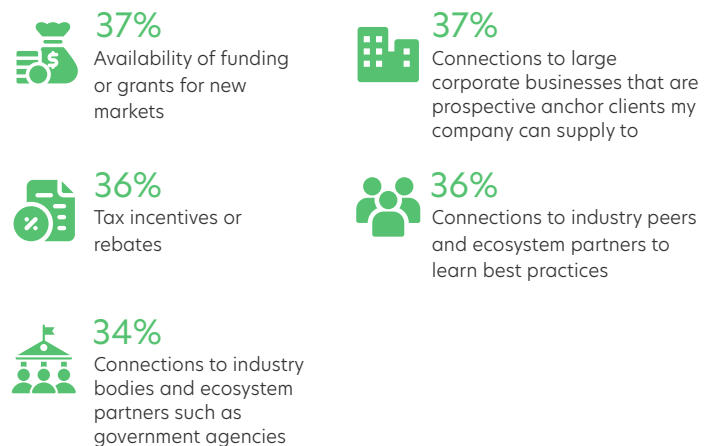 37%
Availability of funding
or grants for new
markets
37%
Connections to large
corporate businesses that are
prospective anchor clients my
company can supply to
36%
Tax incentives or
rebates
36%
Connections to industry peers
and ecosystem partners to
learn best practices
34%
Connections to industry
bodies and ecosystem
partners such as
government agencies